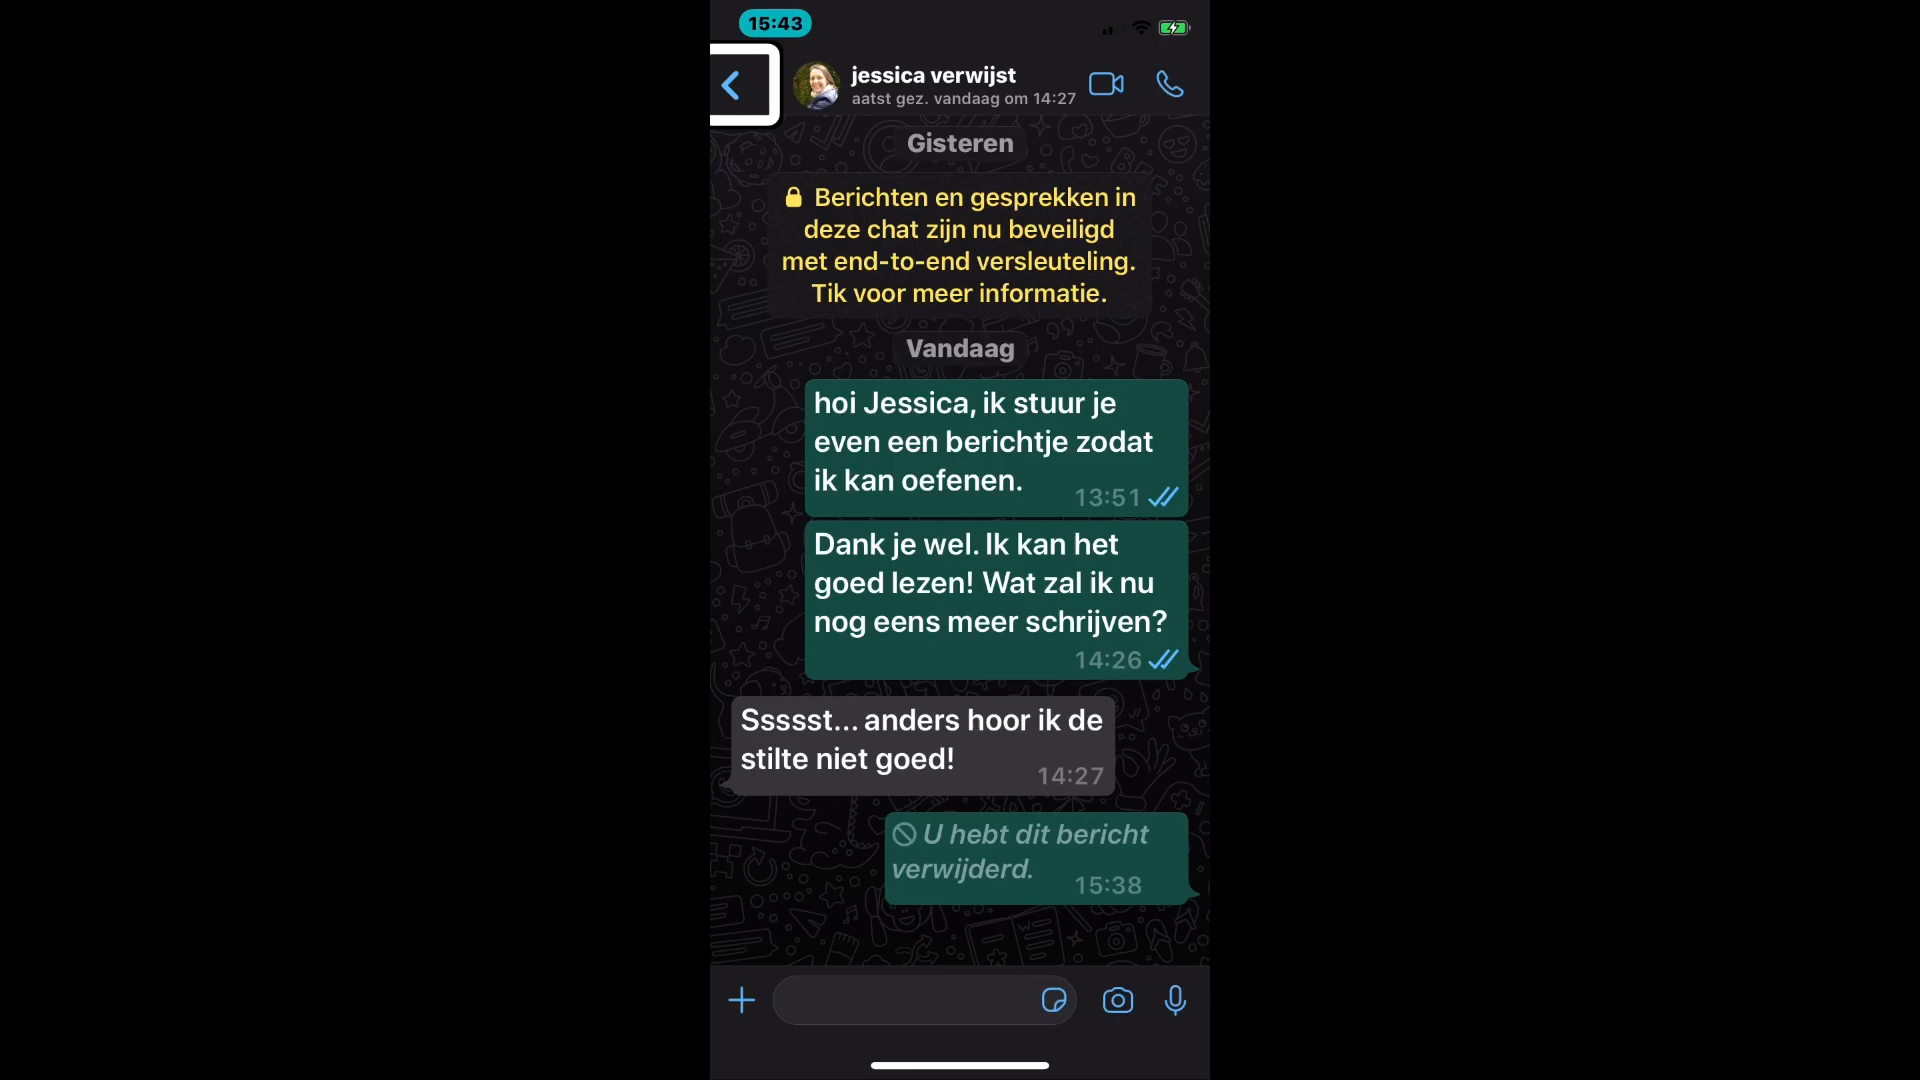 15:43
jessica verwijst
aatst gez. vandaag om 14:27
Gisteren
Berichten en gesprekken in
deze chat zijn nu beveiligd
met end-to-end versleuteling.
Tik voor meer informatie.
Vandaag
hoi Jessica, ik stuur je
even een berichtje zodat
ik kan oefenen.
13:51
Dank je wel. Ik kan het
goed lezen! Wat zal ik nu
nog eens meer schrijven?
14:26
Ssssst... anders hoor ik de
stilte niet goed!
14:27
U hebt dit bericht
verwijderd.
15:38